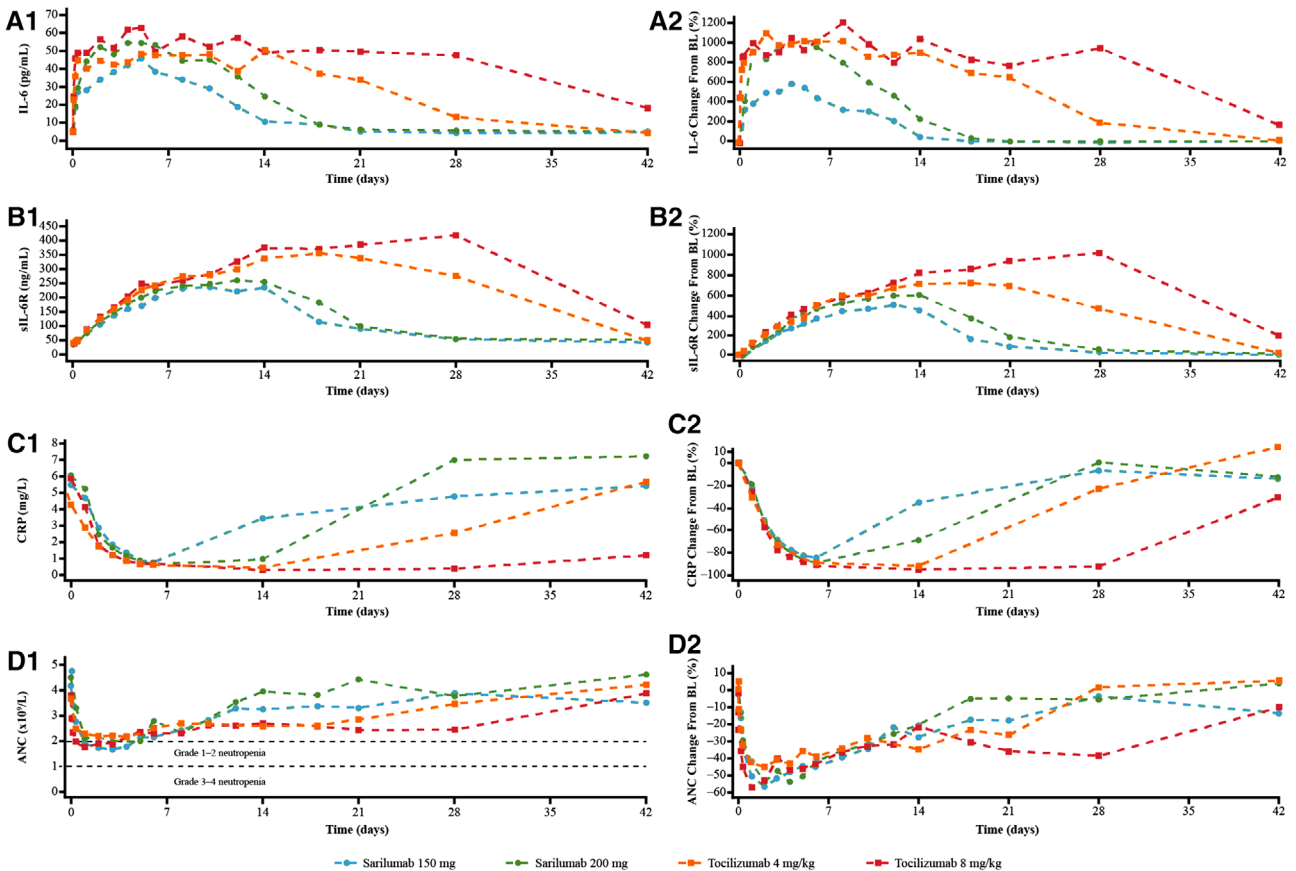 A1
IL-6 (pg/mL)
70
60
50
40
30
20
10
0
0 7 14 21 28 35 42
Time (days)
A2
IL-6 Change From BL (%)
1200
1000
800
600
400
200
0
0 7 14 21 28 35 42
Time (days)
B1
sIL-6R (ng/mL)
450
400
350
300
250
200
150
100
50
0
0 7 14 21 28 35 42
Time (days)
B2
sIL-6R Change From BL (%)
1200
1000
800
600
400
200
0
0 7 14 21 28 35 42
Time (days)
C1
CRP (mg/L)
8
7
6
5
4
3
2
1
0
0 7 14 21 28 35 42
Time (days)
C2
CRP Change From BL (%)
10
0
−20
−40
−60
−80
−100
0 7 14 21 28 35 42
Time (days)
D1
ANC (x10⁹/L)
5
4
3
2
1
0
Grade 1–2 neutropenia
Grade 3–4 neutropenia
0 7 14 21 28 35 42
Time (days)
D2
ANC Change From BL (%)
10
0
−10
−20
−30
−40
−50
−60
0 7 14 21 28 35 42
Time (days)
Sarilumab 150 mg Sarilumab 200 mg Tocilizumab 4 mg/kg Tocilizumab 8 mg/kg